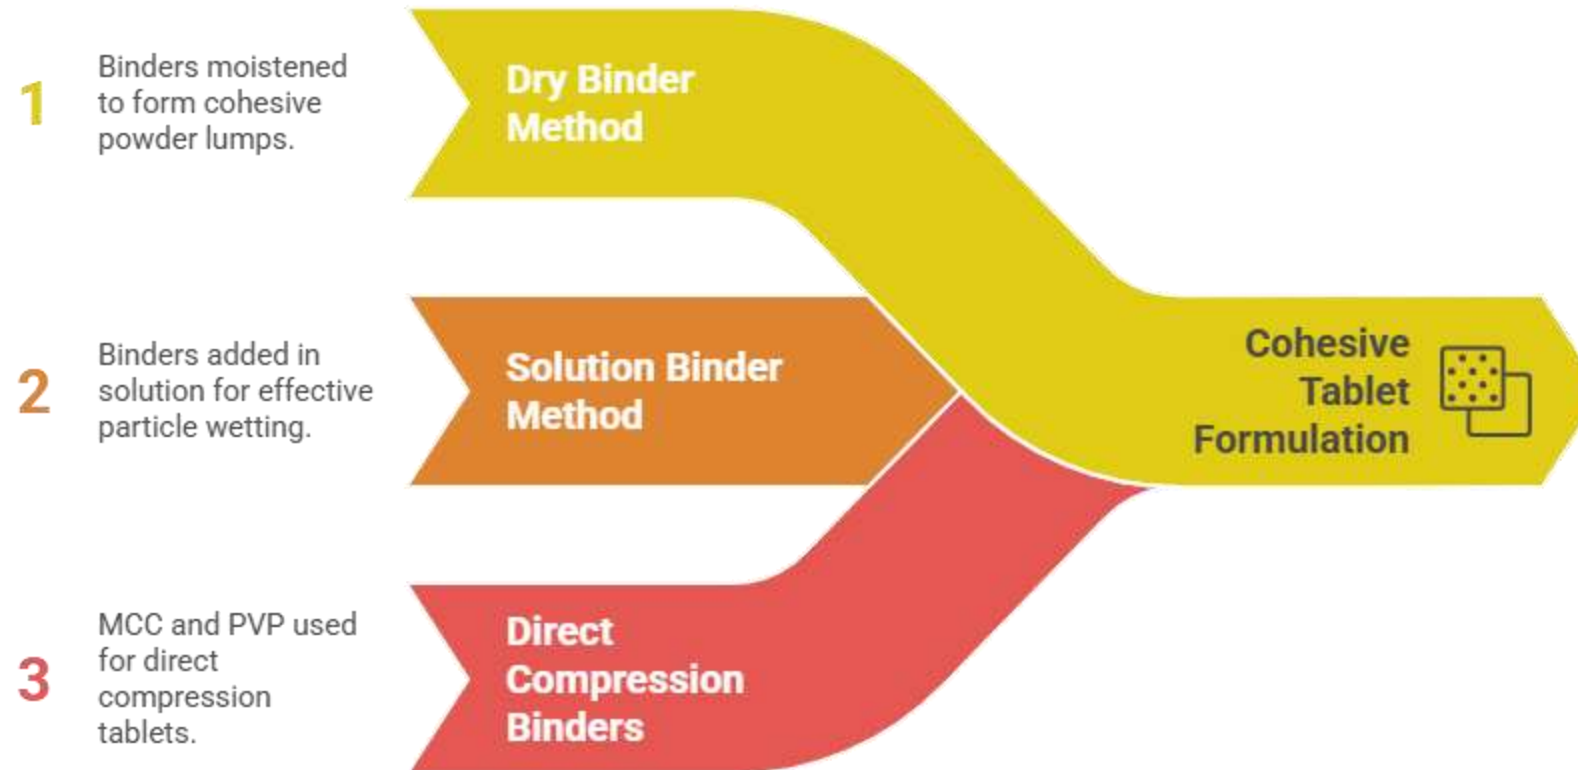 1
Binders moistened
to form cohesive
powder lumps.
Dry Binder
Method
2
Binders added in
solution for effective
particle wetting.
Solution Binder
Method
3
MCC and PVP used
for direct
compression
tablets.
Direct
Compression
Binders
Cohesive
Tablet
Formulation